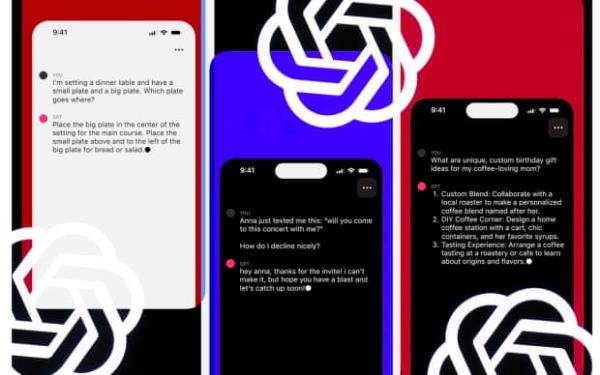 9:41
YOU
I'm setting a dinner table and have a
small plate and a big plate. Which plate
goes where?
GPT
Place the big plate in the center of the
setting for the main course. Place the
small plate above and to the left of the
big plate for bread or salad.
9:41
YOU
Anna just texted me this: "will you come
to this concert with me?"
How do I decline nicely?
GPT
hey anna, thanks for the invite! i can't
make it, but hope you have a blast and
let's catch up soon!
9:41
YOU
What are unique, custom birthday gift
ideas for my coffee-loving mom?
GPT
1. Custom Blend: Collaborate with a
local roaster to make a personalized
coffee blend named after her.
2. DIY Coffee Corner: Design a home
coffee station with a cart, chic
containers, and her favorite syrups.
3. Tasting Experience: Arrange a coffee
tasting at a roastery or cafe to learn
about origins and flavors.